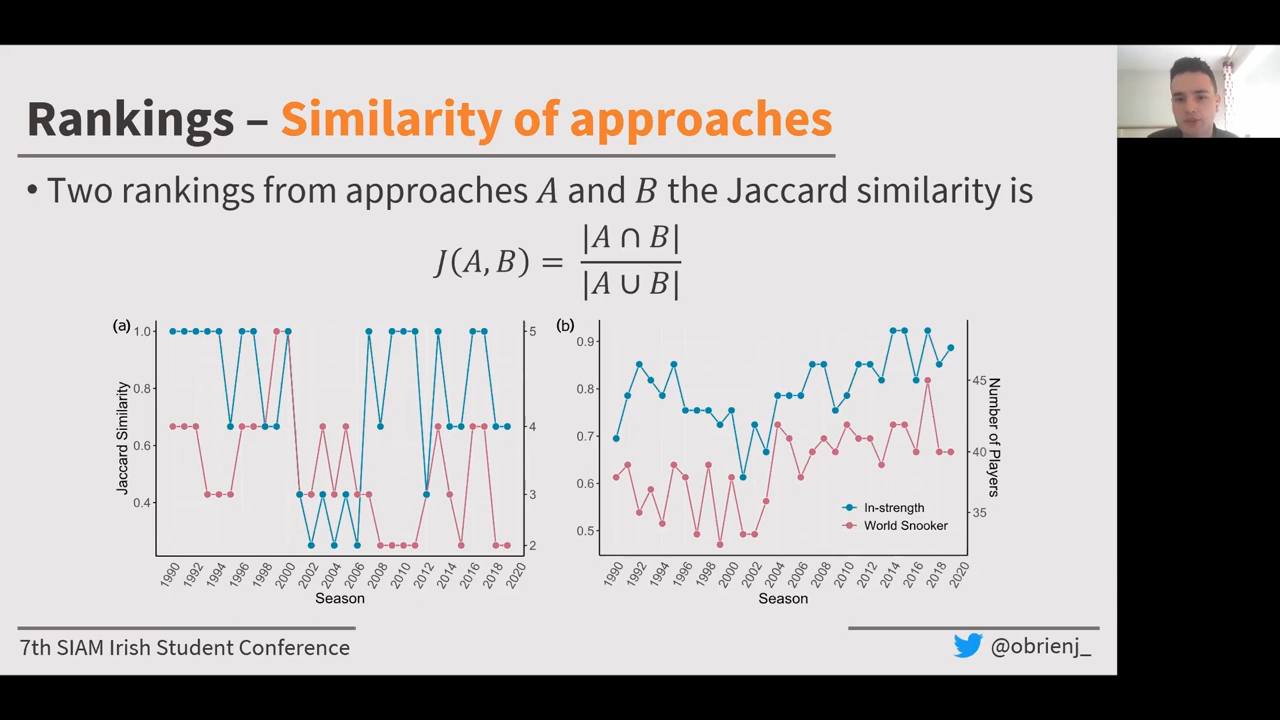 Rankings – Similarity of approaches
• Two rankings from approaches A and B the Jaccard similarity is
J(A, B) = |A ∩ B| / |A ∪ B|
(a)
1.0
0.8
0.6
0.4
Jaccard Similarity
5
4
3
2
1990 1992 1994 1996 1998 2000 2002 2004 2006 2008 2010 2012 2014 2016 2018 2020
Season
(b)
0.9
0.8
0.7
0.6
0.5
45
40
35
Number of Players
In-strength
World Snooker
1990 1992 1994 1996 1998 2000 2002 2004 2006 2008 2010 2012 2014 2016 2018 2020
Season
7th SIAM Irish Student Conference
@obrienj_